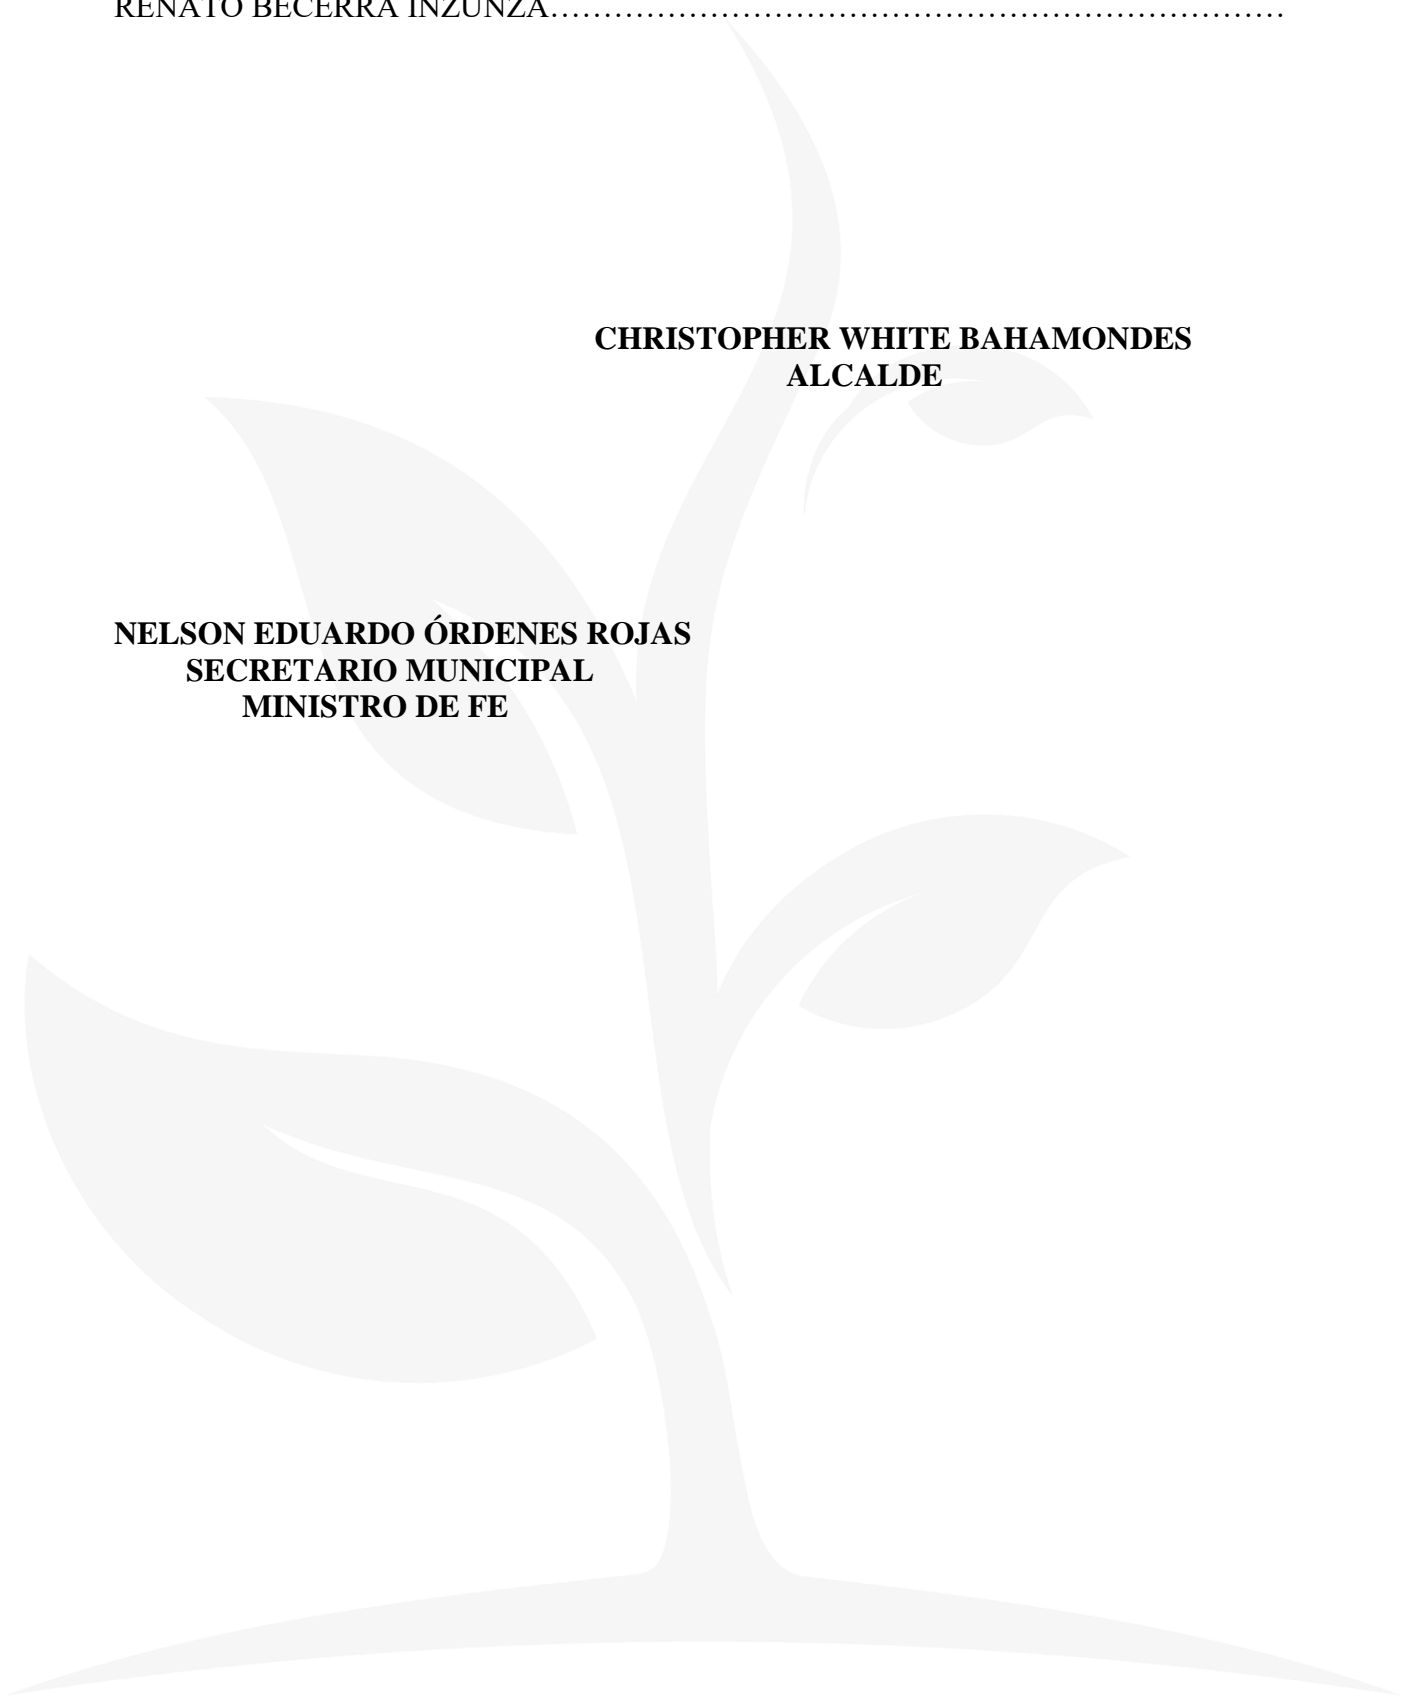 RENATO BECERRA INZUNZA……………………………………………………………
CHRISTOPHER WHITE BAHAMONDES
ALCALDE
NELSON EDUARDO ÓRDENES ROJAS
SECRETARIO MUNICIPAL
MINISTRO DE FE